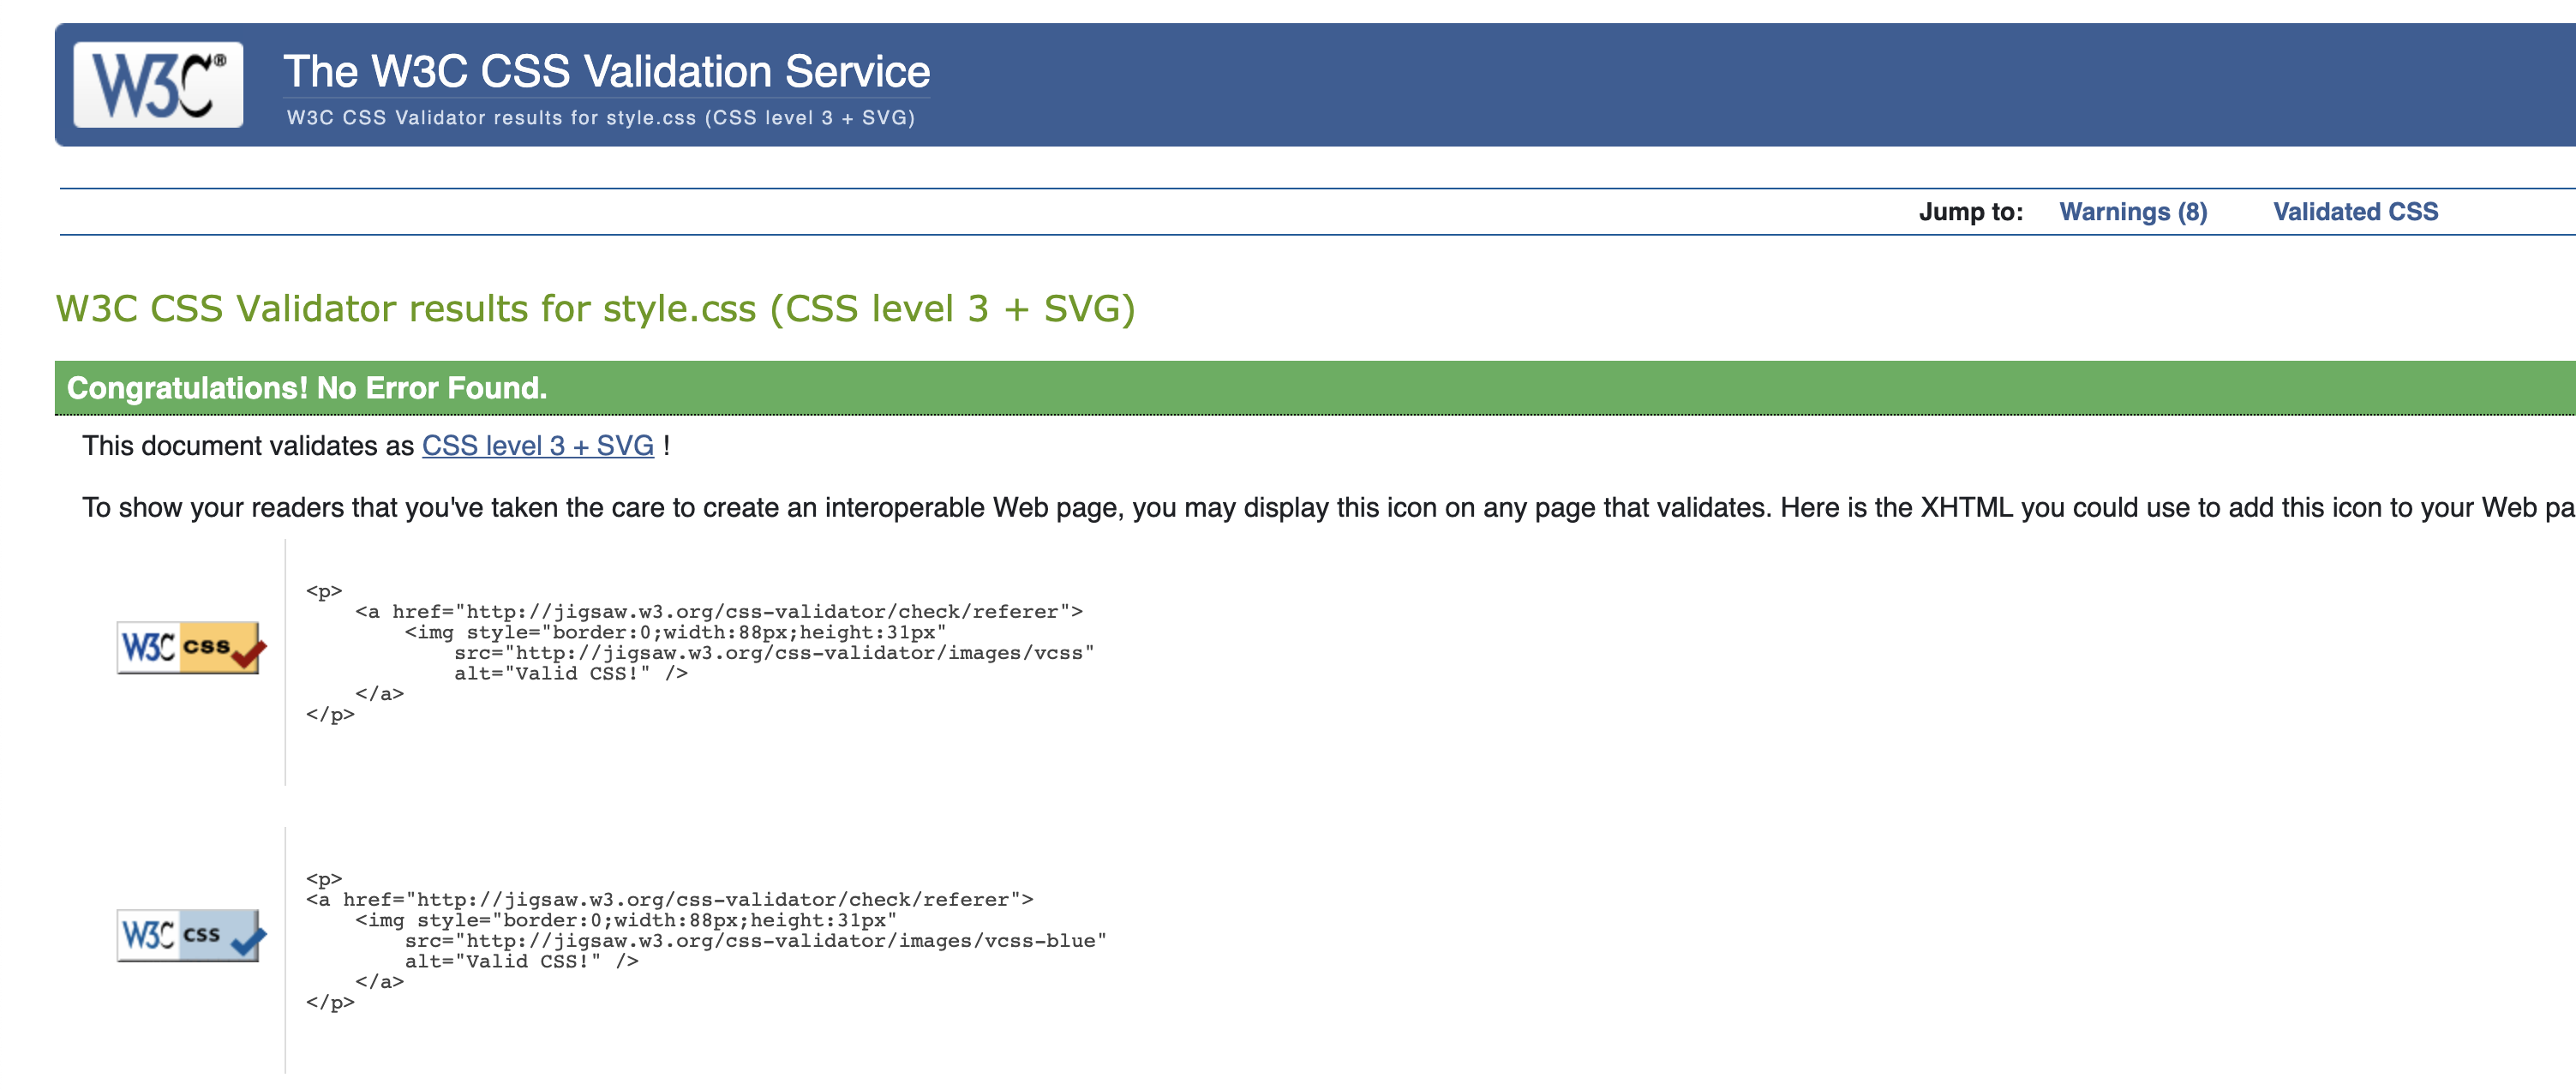 W3C®
The W3C CSS Validation Service
W3C CSS Validator results for style.css (CSS level 3 + SVG)
Jump to: Warnings (8) Validated CSS
W3C CSS Validator results for style.css (CSS level 3 + SVG)
Congratulations! No Error Found.
This document validates as CSS level 3 + SVG !
To show your readers that you've taken the care to create an interoperable Web page, you may display this icon on any page that validates. Here is the XHTML you could use to add this icon to your Web pa
W3C css
<p>
<a href="http://jigsaw.w3.org/css-validator/check/referer">
<img style="border:0;width:88px;height:31px"
src="http://jigsaw.w3.org/css-validator/images/vcss"
alt="Valid CSS!" />
</a>
</p>
W3C css
<p>
<a href="http://jigsaw.w3.org/css-validator/check/referer">
<img style="border:0;width:88px;height:31px"
src="http://jigsaw.w3.org/css-validator/images/vcss-blue"
alt="Valid CSS!" />
</a>
</p>